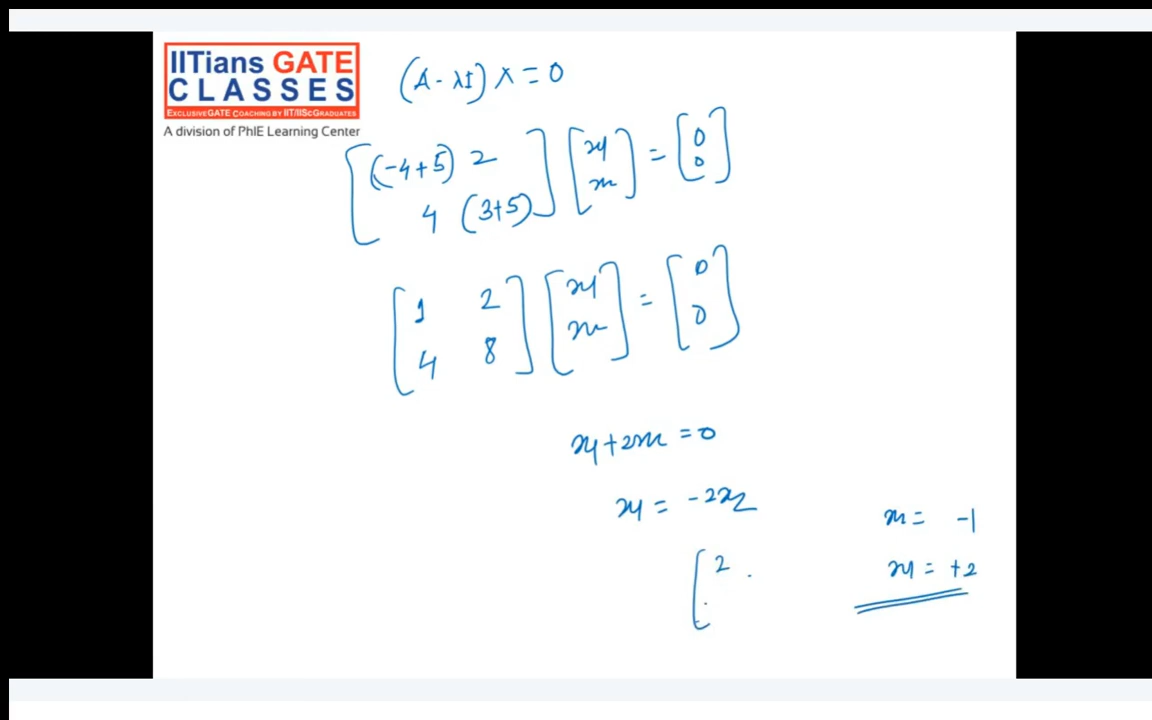 IITians GATE
CLASSES
EXCLUSIVE GATE COACHING BY IIT/IISc GRADUATES
A division of PhIE Learning Center
(A - λI) X = 0
[(-4+5) 2
4 (3+5)] [x1
x2] = [0
0]
[1 2
4 8] [x1
x2] = [0
0]
x1 + 2x2 = 0
x1 = -2x2
x2 = -1
x1 = +2
[2